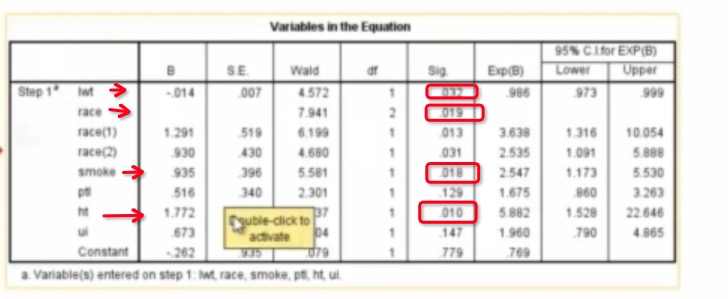 Variables in the Equation
95% C.I.for EXP(B)
B S.E. Wald df Sig. Exp(B) Lower Upper
Step 1a lwt -.014 .007 4.572 1 .032 .986 .973 .999
race 7.941 2 .019
race(1) 1.291 .519 6.199 1 .013 3.638 1.316 10.054
race(2) .930 .430 4.680 1 .031 2.535 1.091 5.888
smoke .935 .396 5.581 1 .018 2.547 1.173 5.530
ptl .516 .340 2.301 1 .129 1.675 .860 3.263
ht 1.772 37 1 .010 5.882 1.528 22.646
ui .673 04 1 .147 1.960 .790 4.865
Double-click to
activate
Constant -.262 .935 .079 1 .779 .769
a. Variable(s) entered on step 1: lwt, race, smoke, ptl, ht, ui.